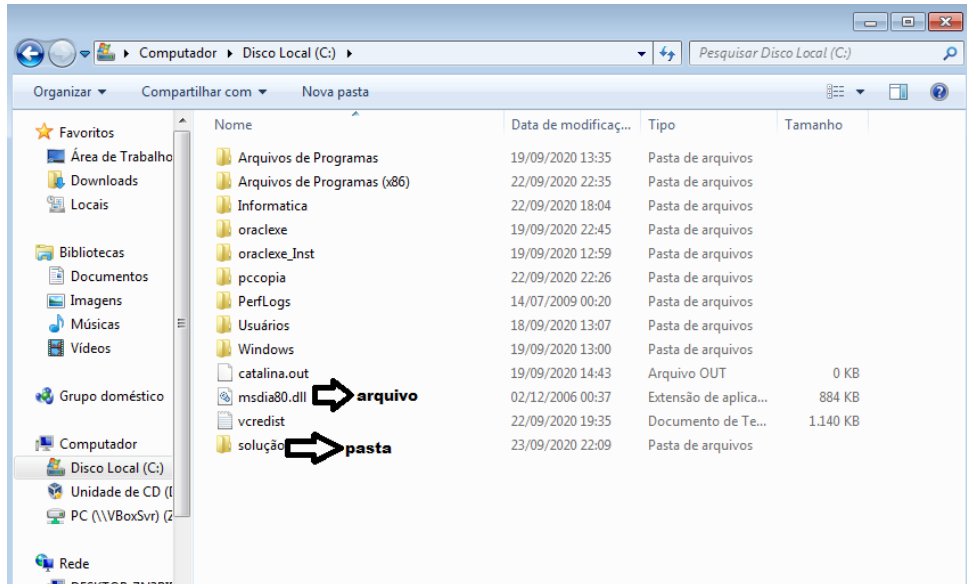 Computador Disco Local (C:)
Pesquisar Disco Local (C:)
Organizar Compartilhar com Nova pasta
Nome Data de modificaç... Tipo Tamanho
Favoritos
Área de Trabalho
Downloads
Locais
Bibliotecas
Documentos
Imagens
Músicas
Vídeos
Grupo doméstico
Computador
Disco Local (C:)
Unidade de CD (
PC (\\VBoxSvr) (Z
Rede
Arquivos de Programas 19/09/2020 13:35 Pasta de arquivos
Arquivos de Programas (x86) 22/09/2020 22:35 Pasta de arquivos
Informatica 22/09/2020 18:04 Pasta de arquivos
oraclexe 19/09/2020 22:45 Pasta de arquivos
oraclexe_Inst 19/09/2020 12:59 Pasta de arquivos
pccopia 22/09/2020 22:26 Pasta de arquivos
PerfLogs 14/07/2009 00:20 Pasta de arquivos
Usuários 18/09/2020 13:07 Pasta de arquivos
Windows 19/09/2020 13:00 Pasta de arquivos
catalina.out 19/09/2020 14:43 Arquivo OUT 0 KB
msdia80.dll arquivo 02/12/2006 00:37 Extensão de aplica... 884 KB
vcredist 22/09/2020 19:35 Documento de Te... 1.140 KB
solução pasta 23/09/2020 22:09 Pasta de arquivos